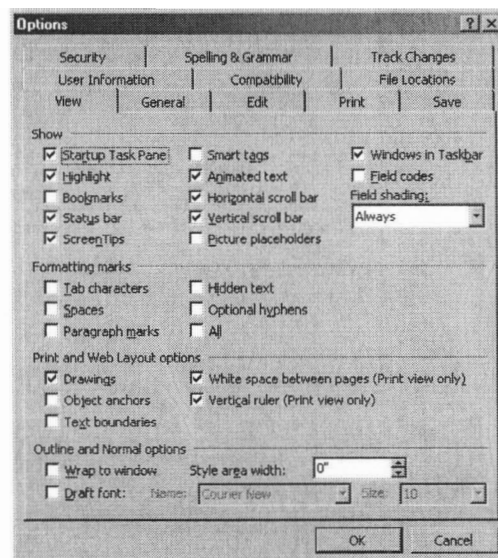 Options
Security Spelling & Grammar Track Changes
User Information Compatibility File Locations
View General Edit Print Save
Show
Startup Task Pane Smart tags Windows in Taskbar
Highlight Animated text Field codes
Bookmarks Horizontal scroll bar Field shading:
Status bar Vertical scroll bar Always
ScreenTips Picture placeholders
Formatting marks
Tab characters Hidden text
Spaces Optional hyphens
Paragraph marks All
Print and Web Layout options
Drawings White space between pages (Print view only)
Object anchors Vertical ruler (Print view only)
Text boundaries
Outline and Normal options
Wrap to window Style area width: 0"
Draft font: Name: Courier New Size: 10
OK Cancel